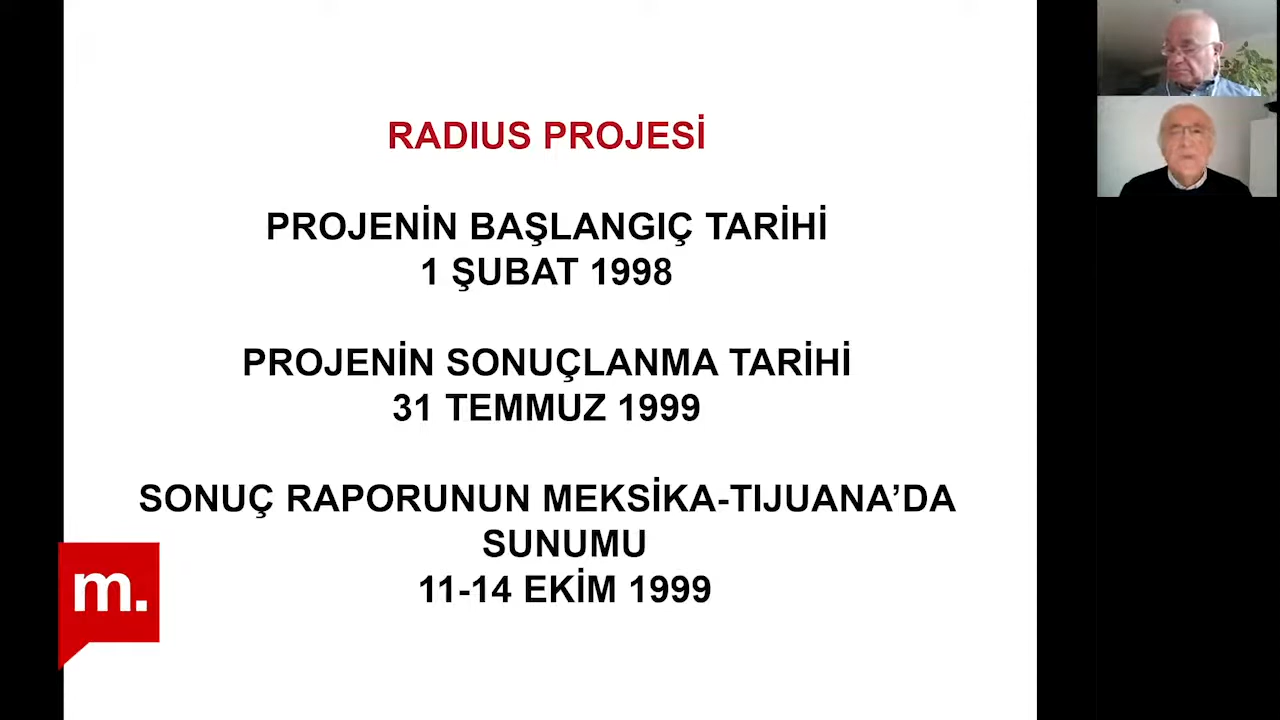 RADIUS PROJESİ
PROJENİN BAŞLANGIÇ TARİHİ
1 ŞUBAT 1998
PROJENİN SONUÇLANMA TARİHİ
31 TEMMUZ 1999
SONUÇ RAPORUNUN MEKSİKA-TIJUANA’DA
SUNUMU
11-14 EKİM 1999
m.